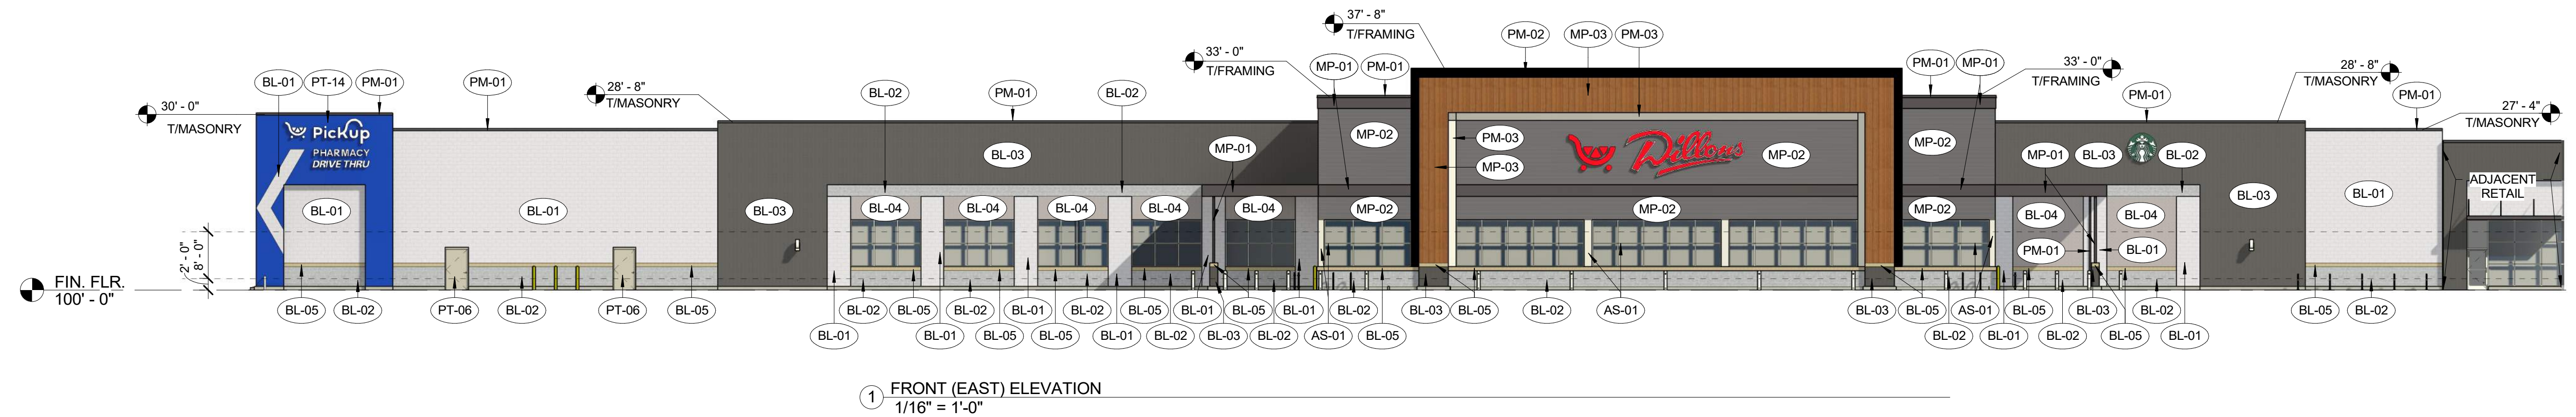 37' - 8"
T/FRAMING
PM-02
MP-03
PM-03
33' - 0"
T/FRAMING
MP-01
PM-01
PM-01
MP-01
33' - 0"
T/FRAMING
28' - 8"
T/MASONRY
BL-01
PT-14
PM-01
PM-01
28' - 8"
T/MASONRY
BL-02
PM-01
BL-02
PM-01
PM-01
30' - 0"
T/MASONRY
27' - 4"
T/MASONRY
PickUp
PHARMACY
DRIVE THRU
MP-02
PM-03
Dillons
MP-02
MP-02
BL-03
MP-01
MP-03
MP-01
BL-03
BL-02
ADJACENT
RETAIL
BL-01
BL-01
BL-03
BL-04
BL-04
BL-04
BL-04
BL-04
MP-02
MP-02
MP-02
BL-04
BL-04
BL-03
BL-01
PM-01
BL-01
2' - 0"
8' - 0"
FIN. FLR.
100' - 0"
BL-05
BL-02
PT-06
BL-02
PT-06
BL-05
BL-02
BL-05
BL-02
BL-01
BL-02
BL-05
BL-01
BL-05
BL-01
BL-02
BL-03
BL-05
BL-02
AS-01
BL-03
BL-05
AS-01
BL-05
BL-03
BL-02
BL-05
BL-02
BL-01
BL-01
BL-05
BL-05
BL-01
BL-02
BL-03
BL-02
AS-01
BL-05
BL-02
BL-01
BL-02
BL-05
BL-01
1
FRONT (EAST) ELEVATION
1/16" = 1'-0"